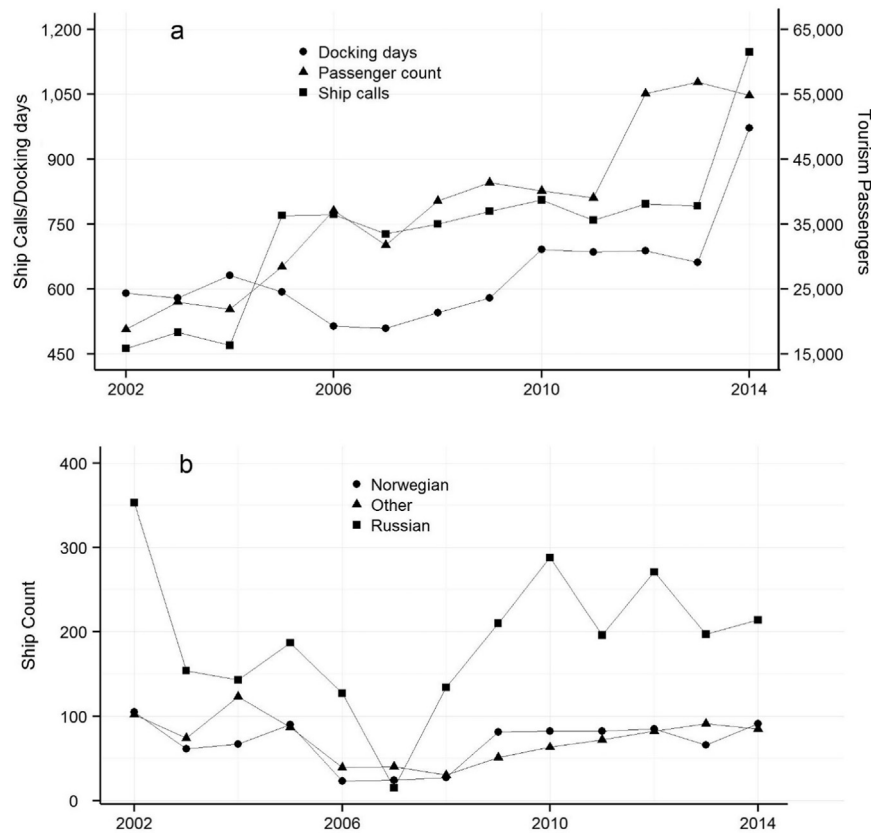 a
Docking days
Passenger count
Ship calls
1,200
1,050
900
750
600
450
Ship Calls/Docking days
65,000
55,000
45,000
35,000
25,000
15,000
Tourism Passengers
2002
2006
2010
2014
b
Norwegian
Other
Russian
400
300
200
100
0
Ship Count
2002
2006
2010
2014